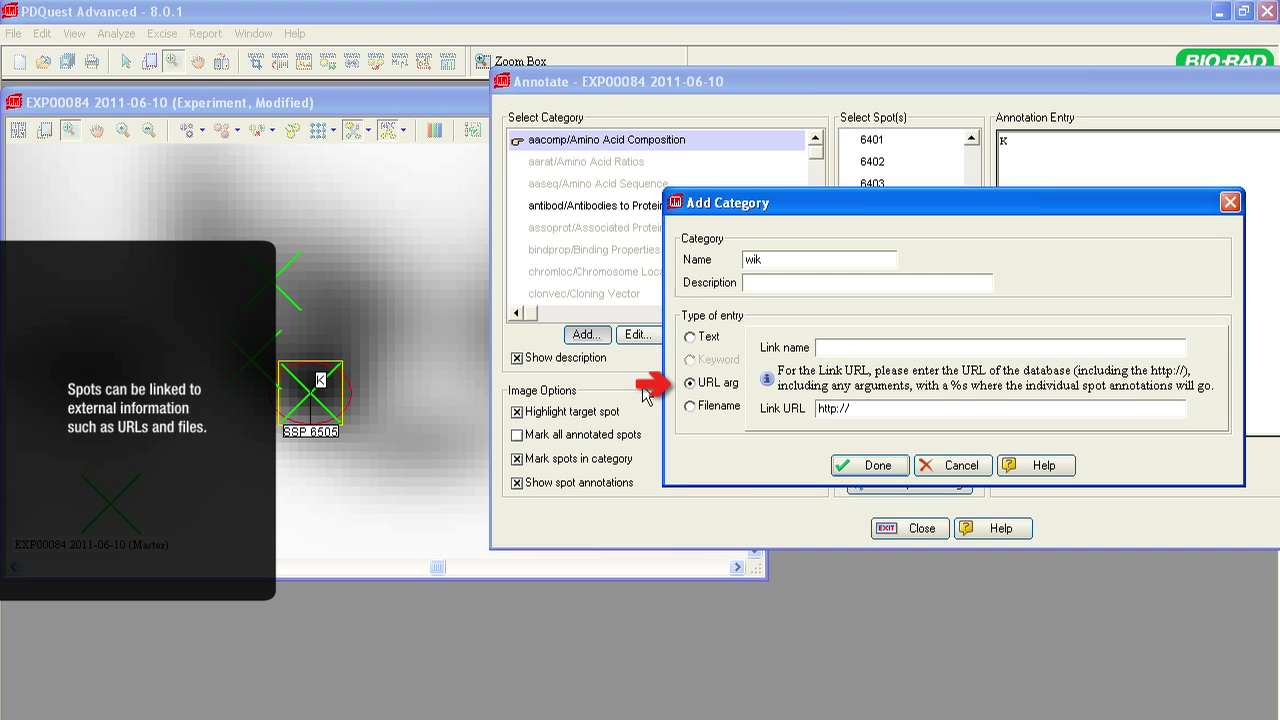 PDQuest Advanced - 8.0.1
File Edit View Analyze Excise Report Window Help
Zoom Box
BIO-RAD
Annotate - EXP00084 2011-06-10
EXP00084 2011-06-10 (Experiment, Modified)
Select Category
Select Spot(s)
Annotation Entry
aacomp/Amino Acid Composition
aarat/Amino Acid Ratios
aaseq/Amino Acid Sequence
antibod/Antibodies to Protein
assoprot/Associated Protein
bindprop/Binding Properties
chromloc/Chromosome Loc
clonvec/Cloning Vector
6401
6402
6403
K
Add Category
Category
Name wik
Description
Type of entry
Text
Keyword
URL arg
Filename
Link name
For the Link URL, please enter the URL of the database (including the http://),
including any arguments, with a %s where the individual spot annotations will go.
Link URL http://
Done Cancel Help
Add... Edit...
Show description
Image Options
Highlight target spot
Mark all annotated spots
Mark spots in category
Show spot annotations
EXIT Close Help
K
SSP 6505
Spots can be linked to
external information
such as URLs and files.
EXP00084 2011-06-10 (Master)